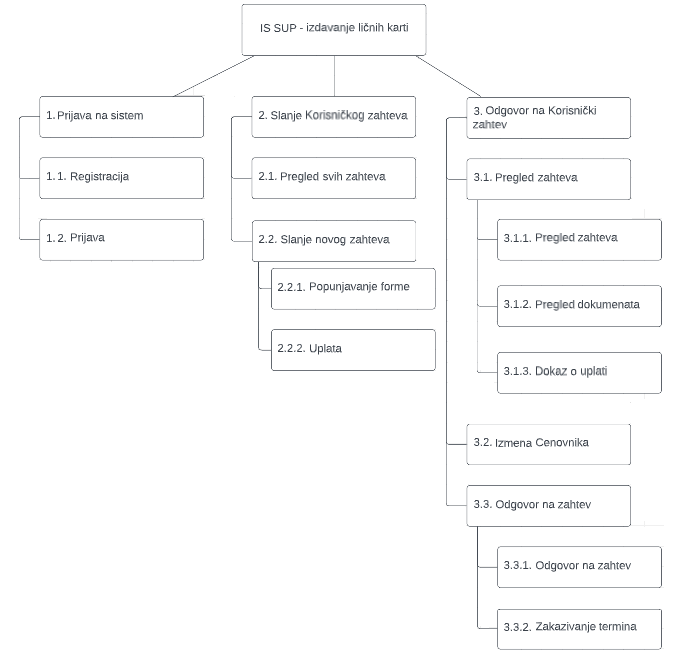 IS SUP - izdavanje ličnih karti
1. Prijava na sistem
1.1. Registracija
1.2. Prijava
2. Slanje Korisničkog zahteva
2.1. Pregled svih zahteva
2.2. Slanje novog zahteva
2.2.1. Popunjavanje forme
2.2.2. Uplata
3. Odgovor na Korisnički
zahtev
3.1. Pregled zahteva
3.1.1. Pregled zahteva
3.1.2. Pregled dokumenata
3.1.3. Dokaz o uplati
3.2. Izmena Cenovnika
3.3. Odgovor na zahtev
3.3.1. Odgovor na zahtev
3.3.2. Zakazivanje termina